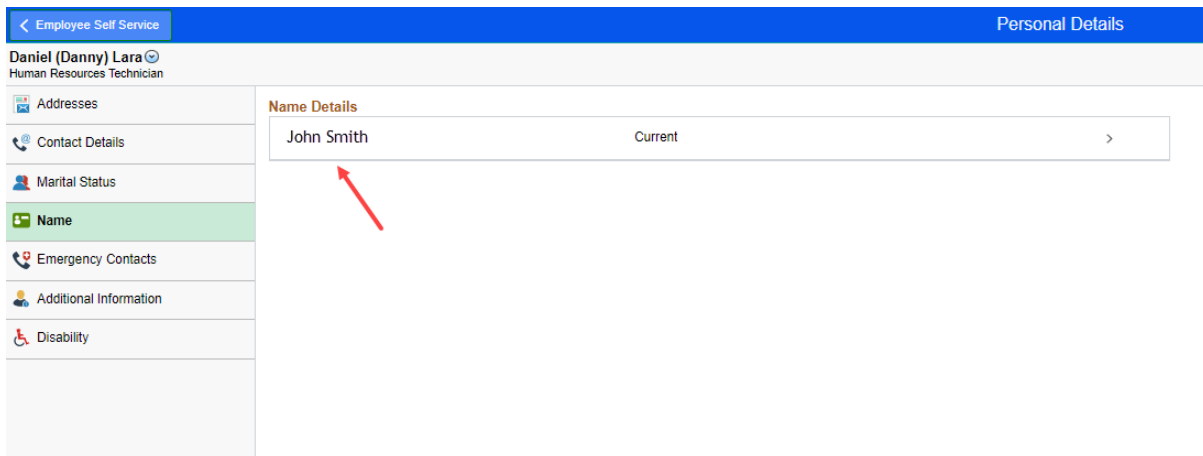 Employee Self Service
Personal Details
Daniel (Danny) Lara
Human Resources Technician
Addresses
Contact Details
Marital Status
Name
Emergency Contacts
Additional Information
Disability
Name Details
John Smith Current